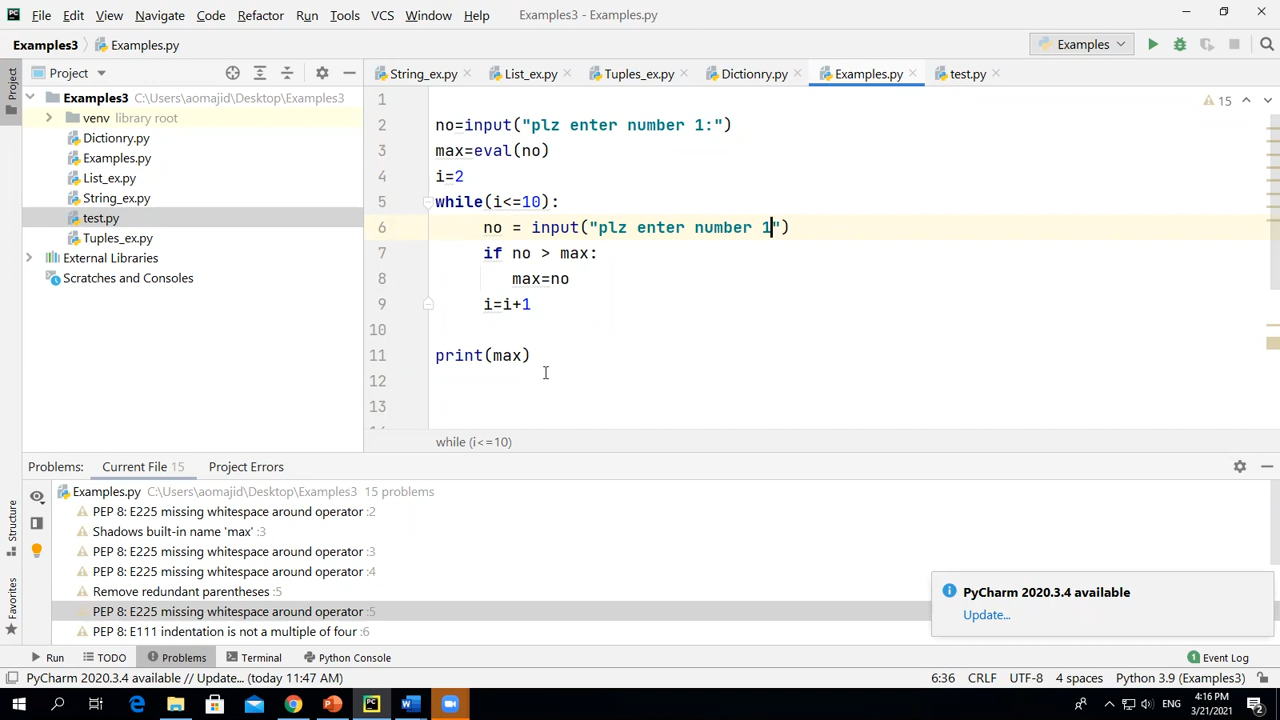 File Edit View Navigate Code Refactor Run Tools VCS Window Help Examples3 - Examples.py
Examples3 Examples.py Examples
Project Project String_ex.py List_ex.py Tuples_ex.py Dictionry.py Examples.py test.py
Examples3 C:\Users\aomajid\Desktop\Examples3
venv library root
Dictionry.py
Examples.py
List_ex.py
String_ex.py
test.py
Tuples_ex.py
External Libraries
Scratches and Consoles
15
1
2 no=input("plz enter number 1:")
3 max=eval(no)
4 i=2
5 while(i<=10):
6 no = input("plz enter number 1")
7 if no > max:
8 max=no
9 i=i+1
10
11 print(max)
12
13
while (i<=10)
Problems: Current File 15 Project Errors
Examples.py C:\Users\aomajid\Desktop\Examples3 15 problems
PEP 8: E225 missing whitespace around operator :2
Shadows built-in name 'max' :3
PEP 8: E225 missing whitespace around operator :3
PEP 8: E225 missing whitespace around operator :4
Remove redundant parentheses :5
PEP 8: E225 missing whitespace around operator :5
PEP 8: E111 indentation is not a multiple of four :6
Structure
Favorites
PyCharm 2020.3.4 available
Update...
Run TODO Problems Terminal Python Console 1 Event Log
PyCharm 2020.3.4 available // Update... (today 11:47 AM) 6:36 CRLF UTF-8 4 spaces Python 3.9 (Examples3)
ENG 4:16 PM
3/21/2021 2